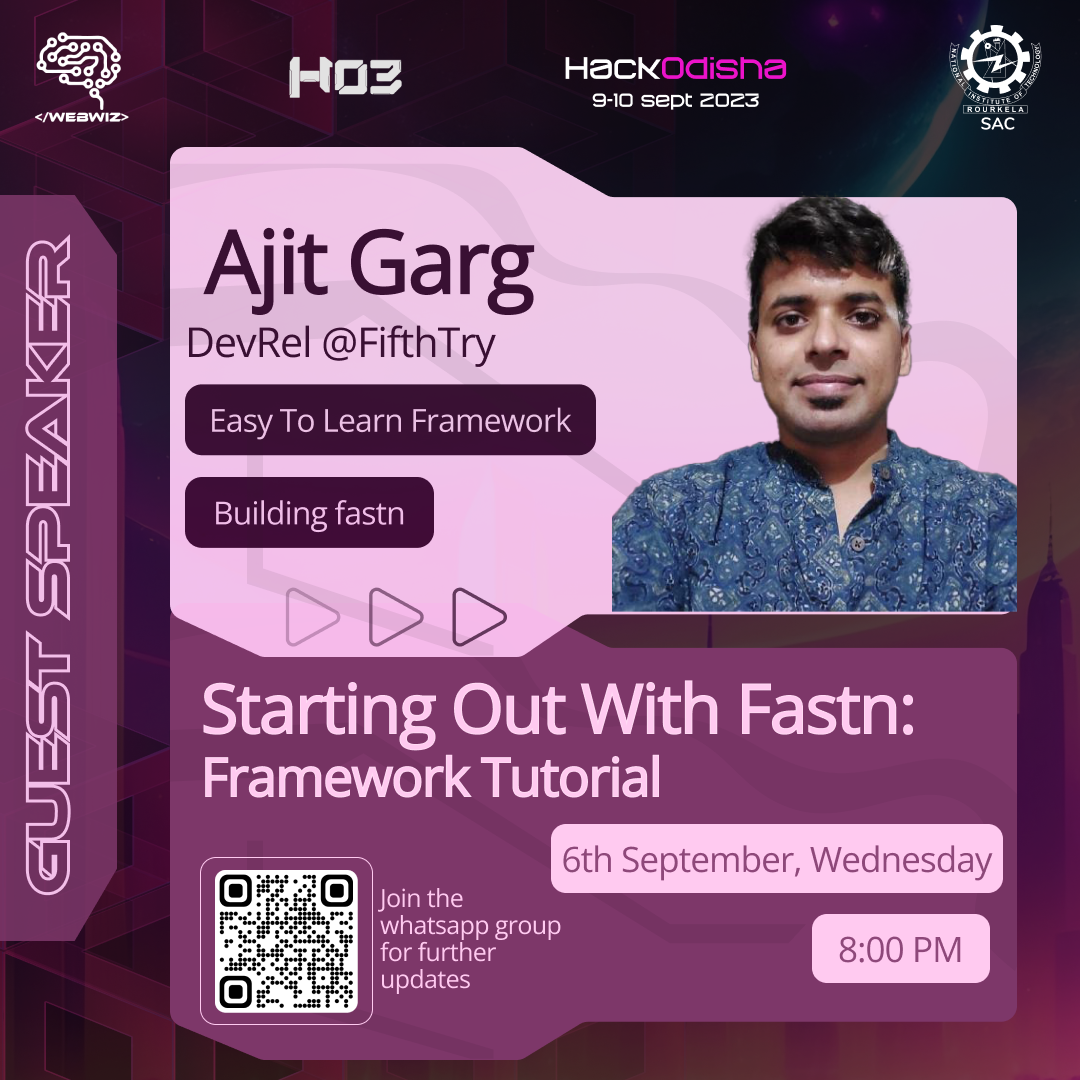 </WEBWIZ>
H03
HackOdisha
9-10 sept 2023
NATIONAL INSTITUTE OF TECHNOLOGY
ROURKELA
SAC
GUEST SPEAKER
Ajit Garg
DevRel @FifthTry
Easy To Learn Framework
Building fastn
Starting Out With Fastn:
Framework Tutorial
6th September, Wednesday
8:00 PM
Join the
whatsapp group
for further
updates